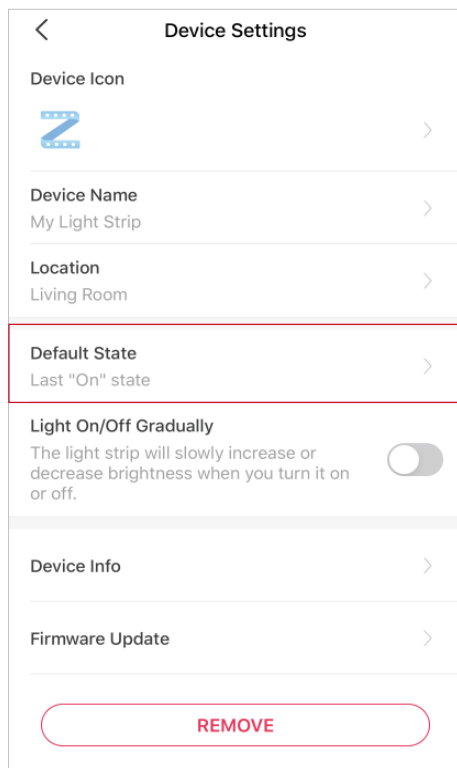 Device Settings
Device Icon
Device Name
My Light Strip
Location
Living Room
Default State
Last "On" state
Light On/Off Gradually
The light strip will slowly increase or
decrease brightness when you turn it on
or off.
Device Info
Firmware Update
REMOVE